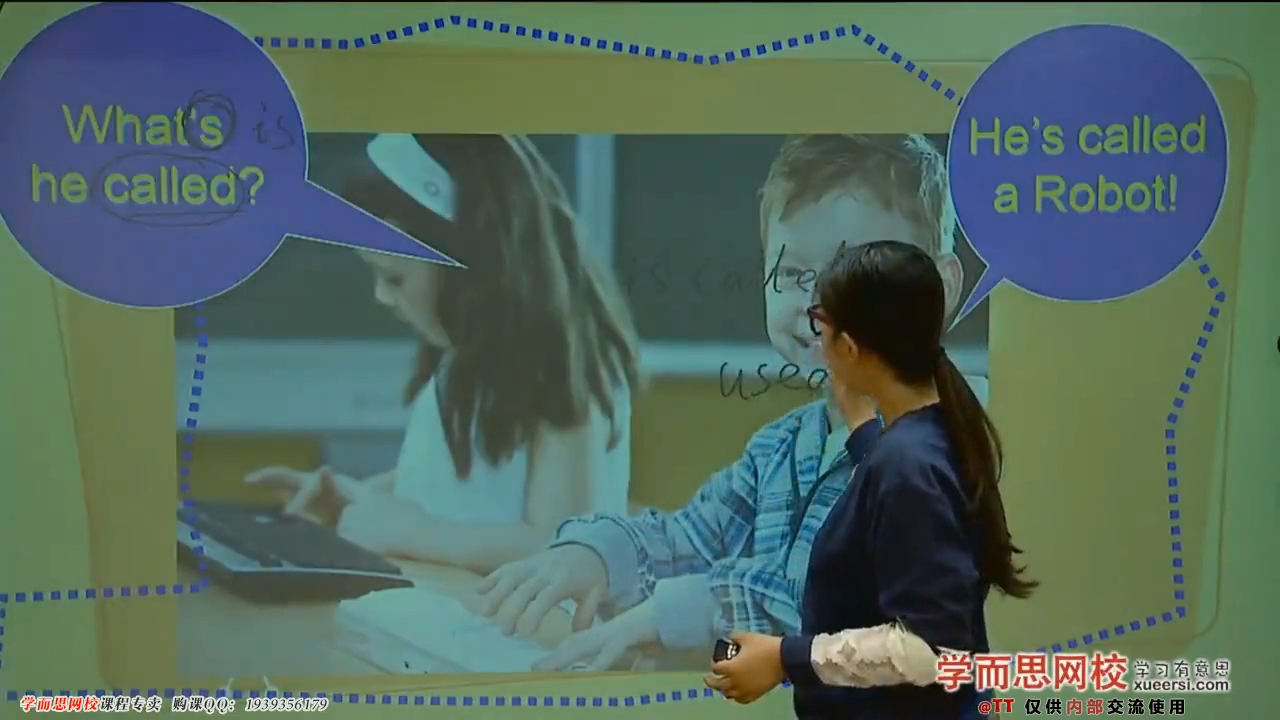 What's is
he called?
He's called
a Robot!
is called
used
学而思网校 学习有意思
xueersi.com
学而思网校课程专卖 购课QQ：1939356179
@TT 仅供内部交流使用